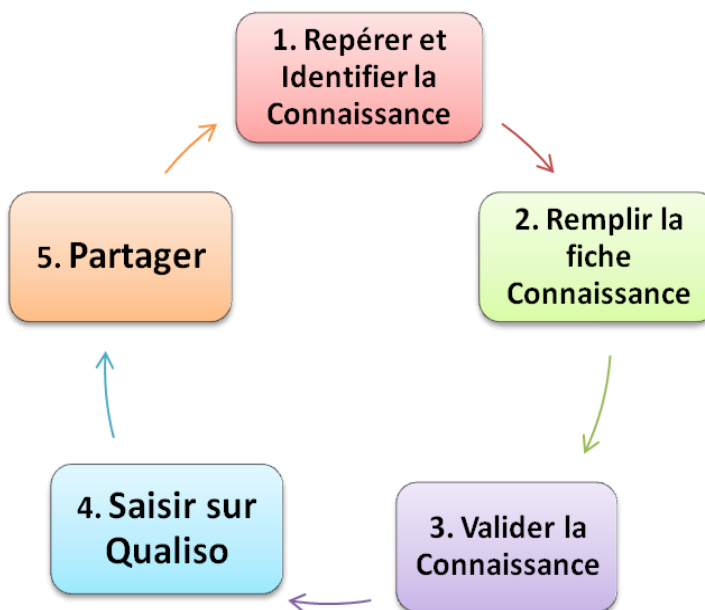 1. Repérer et
Identifier la
Connaissance
2. Remplir la
fiche
Connaissance
3. Valider la
Connaissance
4. Saisir sur
Qualiso
5. Partager